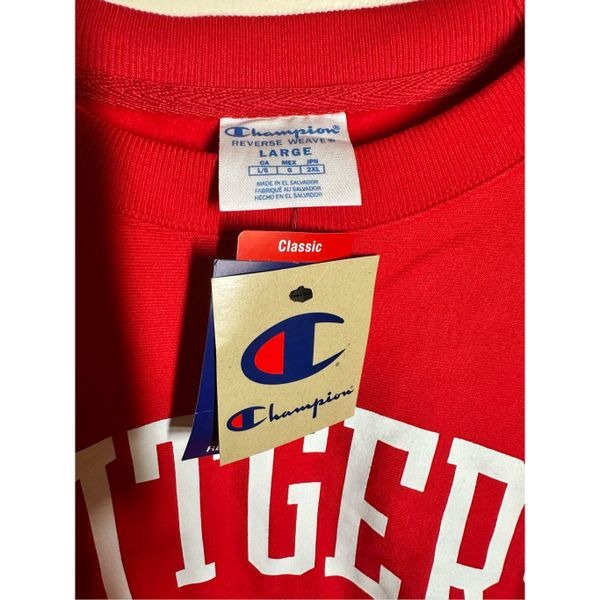 Champion®
REVERSE WEAVE®
LARGE
CA MEX JPN
L/G G 2XL
MADE IN EL SALVADOR
FABRIQUÉ AU SALVADOR
HECHO EN EL SALVADOR
Classic
Champion
TGER